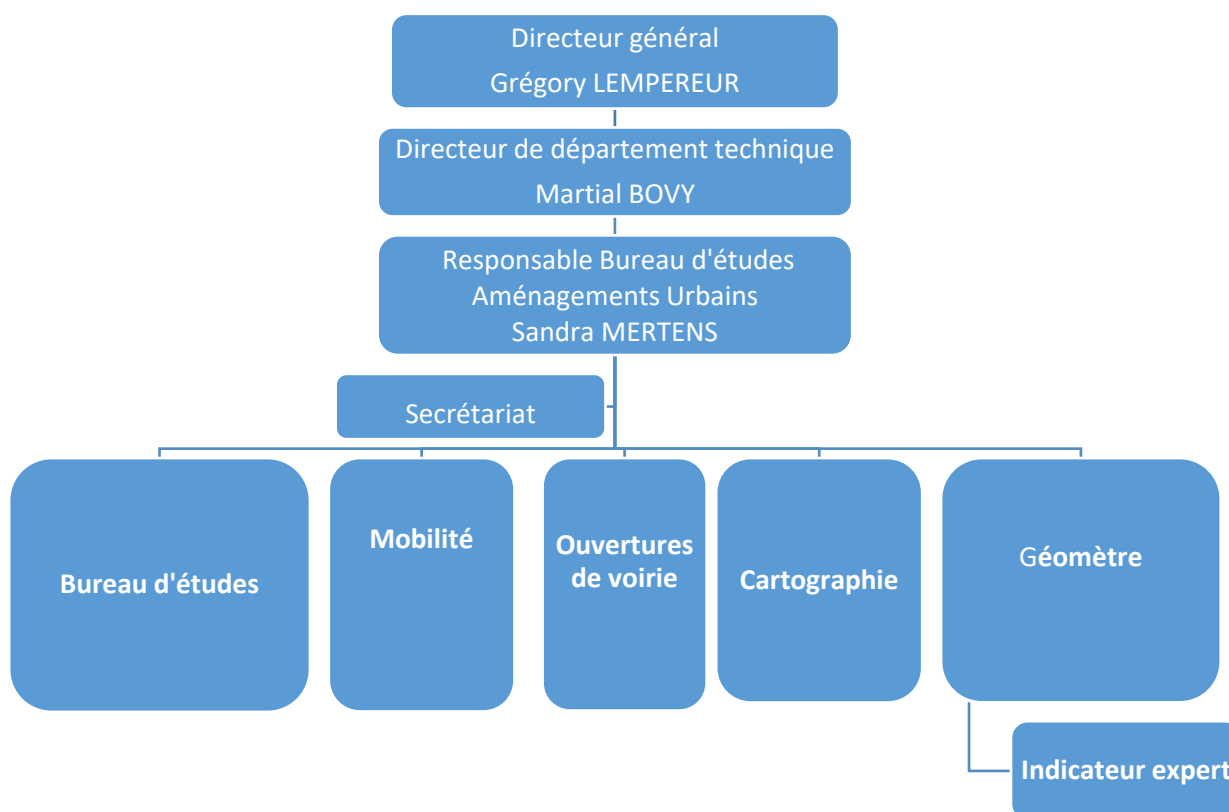 Directeur général
Grégory LEMPEREUR
Directeur de département technique
Martial BOVY
Responsable Bureau d'études
Aménagements Urbains
Sandra MERTENS
Secrétariat
Bureau d'études
Mobilité
Ouvertures
de voirie
Cartographie
Géomètre
Indicateur expert